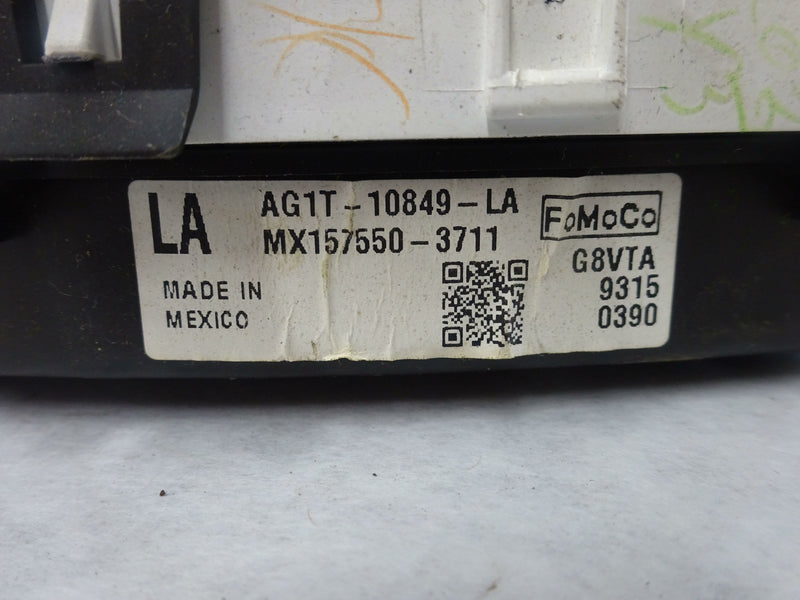 LA
AG1T-10849-LA
MX157550-3711
FoMoCo
G8VTA
9315
0390
MADE IN
MEXICO